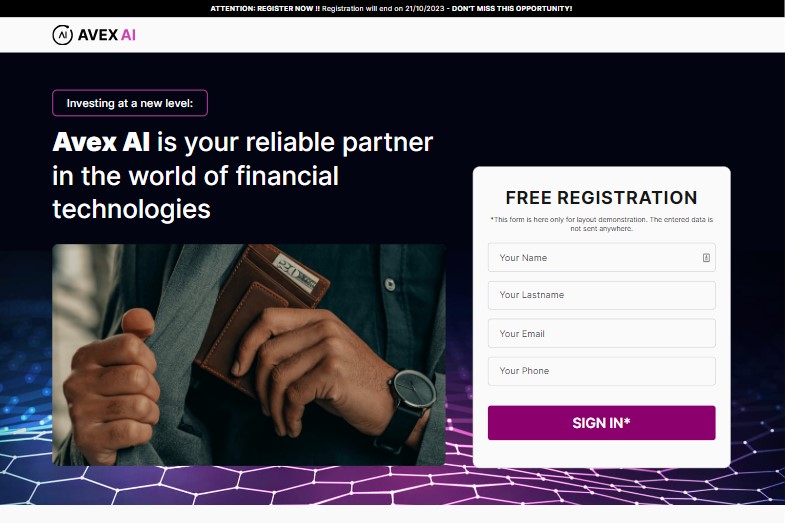 ATTENTION: REGISTER NOW !! Registration will end on 21/10/2023 - DON'T MISS THIS OPPORTUNITY!
AVEX AI
Investing at a new level:
Avex AI is your reliable partner
in the world of financial
technologies
FREE REGISTRATION
*This form is here only for layout demonstration. The entered data is
not sent anywhere.
Your Name
Your Lastname
Your Email
Your Phone
SIGN IN*